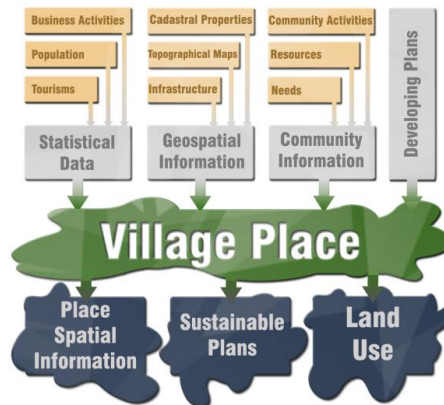 Business Activities
Cadastral Properties
Community Activities
Population
Topographical Maps
Resources
Tourisms
Infrastructure
Needs
Developing Plans
Statistical
Data
Geospatial
Information
Community
Information
Village Place
Place
Spatial
Information
Sustainable
Plans
Land
Use